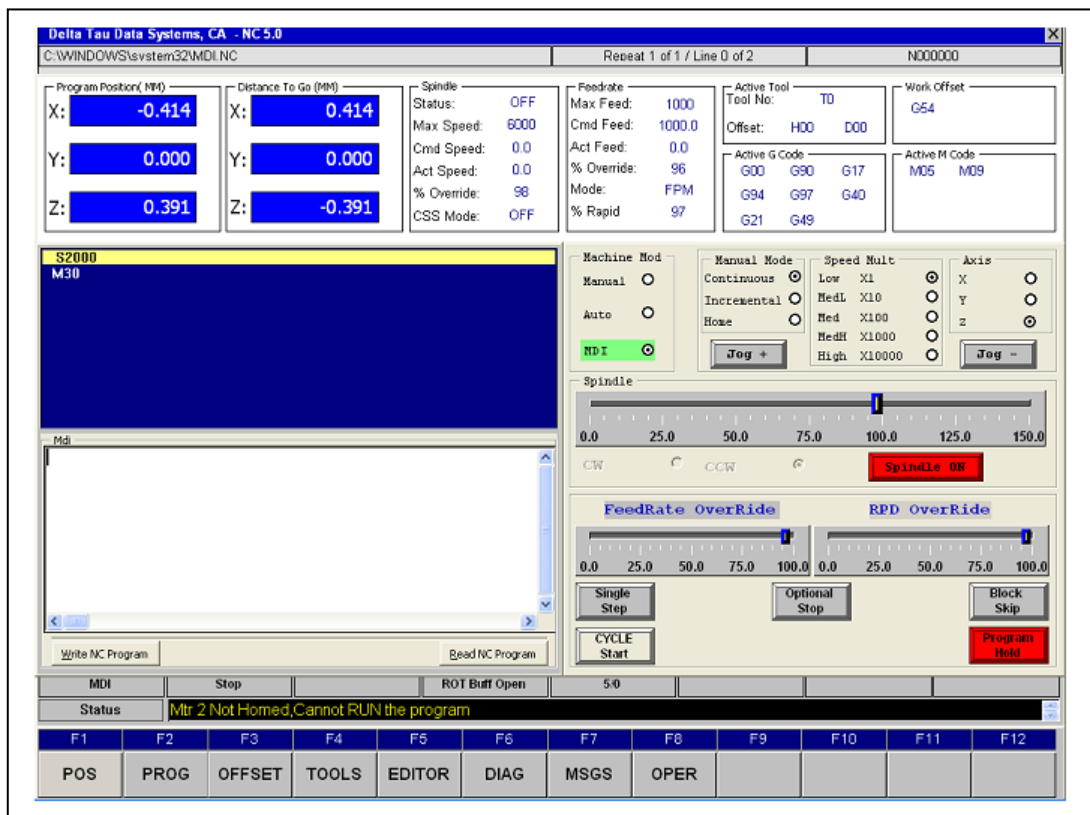 Delta Tau Data Systems, CA - NC 5.0
C:\WINDOWS\system32\MDI.NC Repeat 1 of 1 / Line 0 of 2 N000000
Program Position( MM)
X: -0.414
Y: 0.000
Z: 0.391
Distance To Go (MM)
X: 0.414
Y: 0.000
Z: -0.391
Spindle
Status: OFF
Max Speed: 6000
Cmd Speed: 0.0
Act Speed: 0.0
% Override: 98
CSS Mode: OFF
Feedrate
Max Feed: 1000
Cmd Feed: 1000.0
Act Feed: 0.0
% Override: 96
Mode: FPM
% Rapid 97
Active Tool
Tool No: T0
Offset: H00 D00
Active G Code
G00 G90 G17
G94 G97 G40
G21 G49
Work Offset
G54
Active M Code
M05 M09
S2000
M30
Mdi
Write NC Program Read NC Program
Machine Mod
Manual
Auto
MDI
Manual Mode
Continuous
Incremental
Home
Jog +
Speed Mult
Low X1
MedL X10
Med X100
MedH X1000
High X10000
Axis
X
Y
Z
Jog -
Spindle
0.0 25.0 50.0 75.0 100.0 125.0 150.0
CW CCW Spindle ON
FeedRate OverRide RPD OverRide
0.0 25.0 50.0 75.0 100.0 0.0 25.0 50.0 75.0 100.0
Single
Step
Optional
Stop
Block
Skip
CYCLE
Start
Program
Hold
MDI Stop ROT Buff Open 5:0
Status Mtr 2 Not Homed,Cannot RUN the program
F1 F2 F3 F4 F5 F6 F7 F8 F9 F10 F11 F12
POS PROG OFFSET TOOLS EDITOR DIAG MSGS OPER